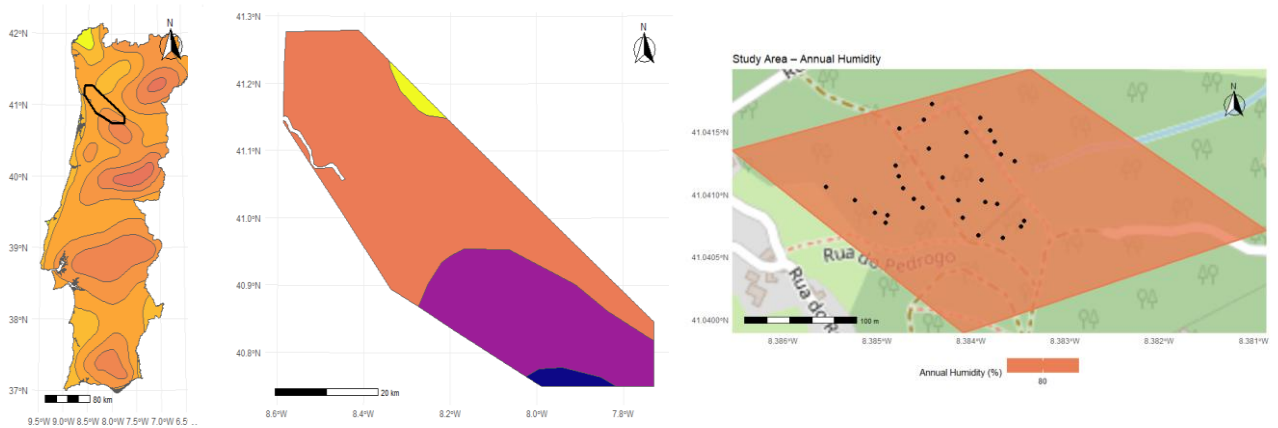 N
42°N
41°N
40°N
39°N
38°N
37°N
80 km
9.5°W 9.0°W 8.5°W 8.0°W 7.5°W 7.0°W 6.5 ...
41.3°N
N
41.2°N
41.1°N
41.0°N
40.9°N
40.8°N
20 km
8.6°W
8.4°W
8.2°W
8.0°W
7.8°W
Study Area – Annual Humidity
N
41.0415°N
41.0410°N
41.0405°N
41.0400°N
Rua do Pedrogo
Rua do
100 m
8.386°W
8.385°W
8.384°W
8.383°W
8.382°W
8.381°W
Annual Humidity (%)
80